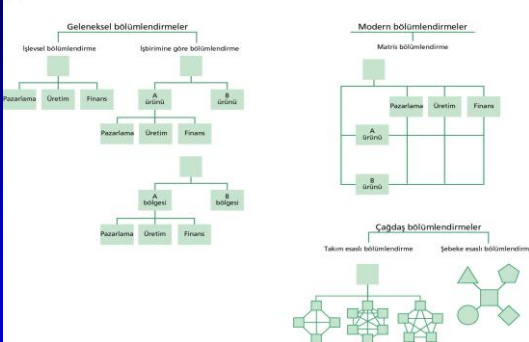 Geleneksel bölümlendirmeler
İşlevsel bölümlendirme
İşbirimine göre bölümlendirme
Pazarlama
Üretim
Finans
A
ürünü
B
ürünü
Pazarlama
Üretim
Finans
A
bölgesi
B
bölgesi
Pazarlama
Üretim
Finans
Modern bölümlendirmeler
Matris bölümlendirme
Pazarlama
Üretim
Finans
A
ürünü
B
ürünü
Çağdaş bölümlendirmeler
Takım esaslı bölümlendirme
Şebeke esaslı bölümlendirm